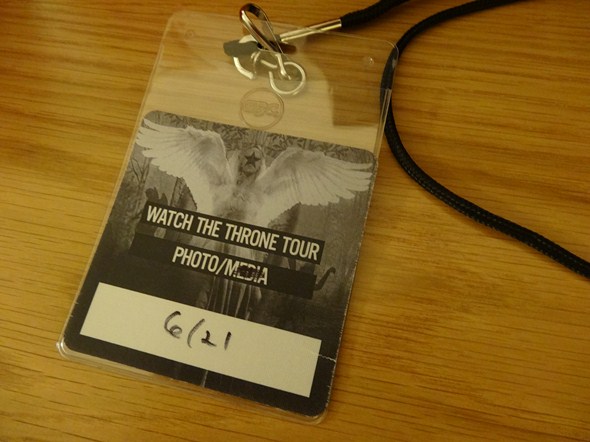 WATCH THE THRONE TOUR
PHOTO/MEDIA
6/21